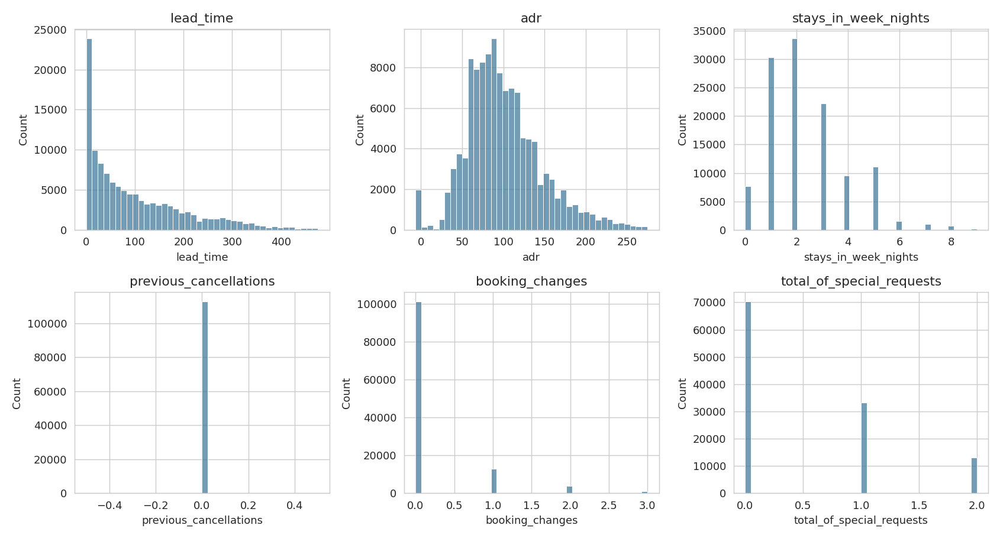 lead_time
25000
20000
15000
10000
5000
0
Count
0 100 200 300 400
lead_time
adr
8000
6000
4000
2000
0
Count
0 50 100 150 200 250
adr
stays_in_week_nights
35000
30000
25000
20000
15000
10000
5000
0
Count
0 2 4 6 8
stays_in_week_nights
previous_cancellations
100000
80000
60000
40000
20000
0
Count
−0.4 −0.2 0.0 0.2 0.4
previous_cancellations
booking_changes
100000
80000
60000
40000
20000
0
Count
0.0 0.5 1.0 1.5 2.0 2.5 3.0
booking_changes
total_of_special_requests
70000
60000
50000
40000
30000
20000
10000
0
Count
0.0 0.5 1.0 1.5 2.0
total_of_special_requests